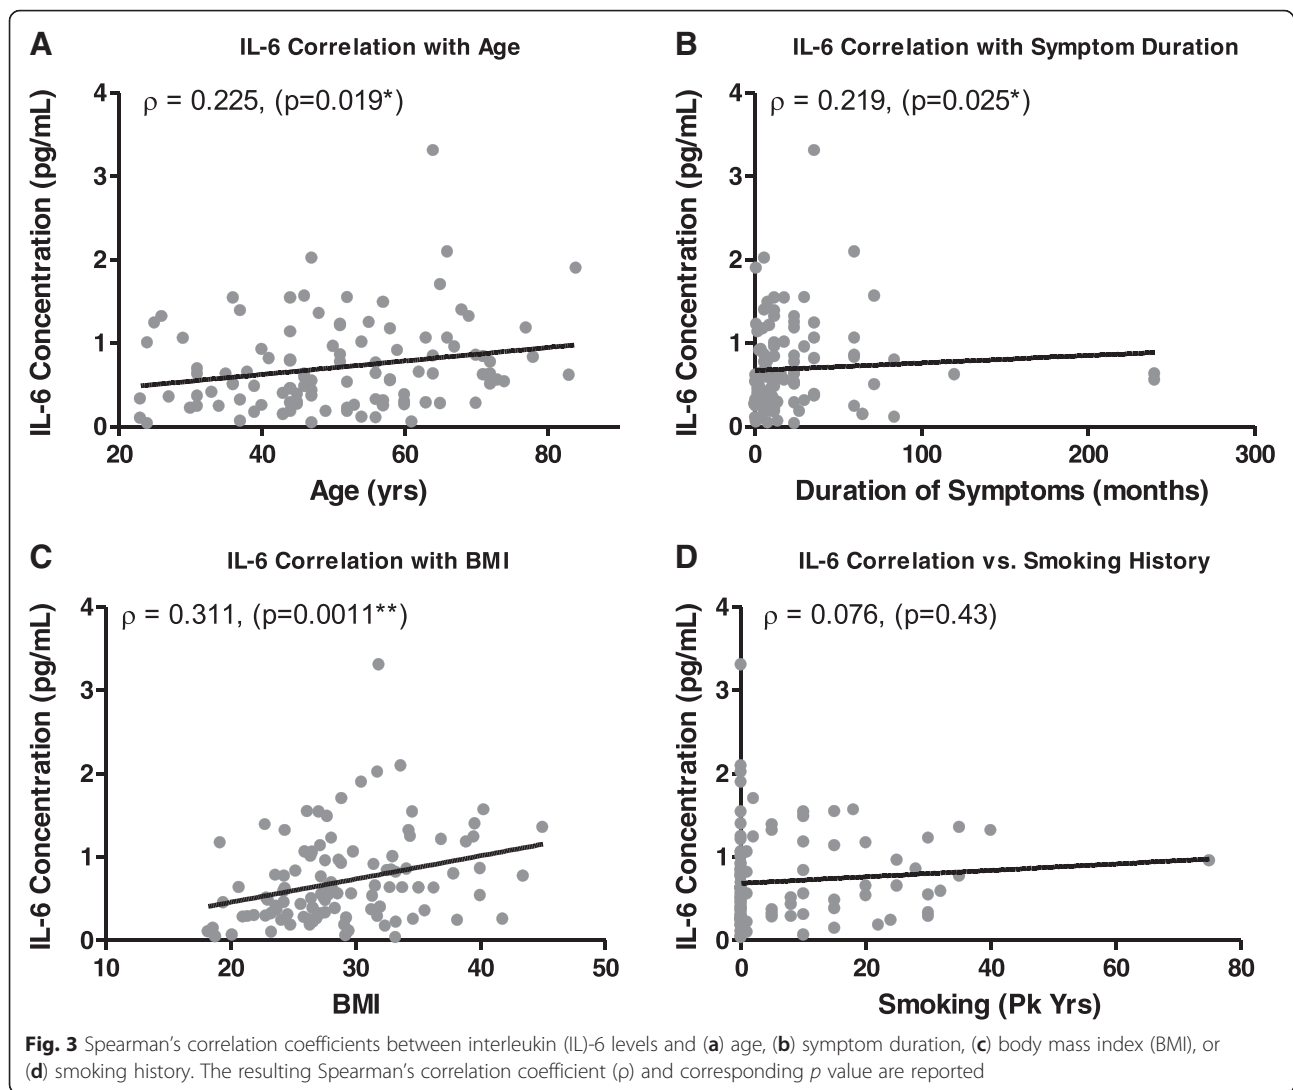 A
IL-6 Correlation with Age
ρ = 0.225, (p=0.019*)
IL-6 Concentration (pg/mL)
4
3
2
1
0
20 40 60 80
Age (yrs)
B
IL-6 Correlation with Symptom Duration
ρ = 0.219, (p=0.025*)
IL-6 Concentration (pg/mL)
4
3
2
1
0
0 100 200 300
Duration of Symptoms (months)
C
IL-6 Correlation with BMI
ρ = 0.311, (p=0.0011**)
IL-6 Concentration (pg/mL)
4
3
2
1
0
10 20 30 40 50
BMI
D
IL-6 Correlation vs. Smoking History
ρ = 0.076, (p=0.43)
IL-6 Concentration (pg/mL)
4
3
2
1
0
0 20 40 60 80
Smoking (Pk Yrs)
Fig. 3 Spearman's correlation coefficients between interleukin (IL)-6 levels and (a) age, (b) symptom duration, (c) body mass index (BMI), or
(d) smoking history. The resulting Spearman's correlation coefficient (ρ) and corresponding p value are reported